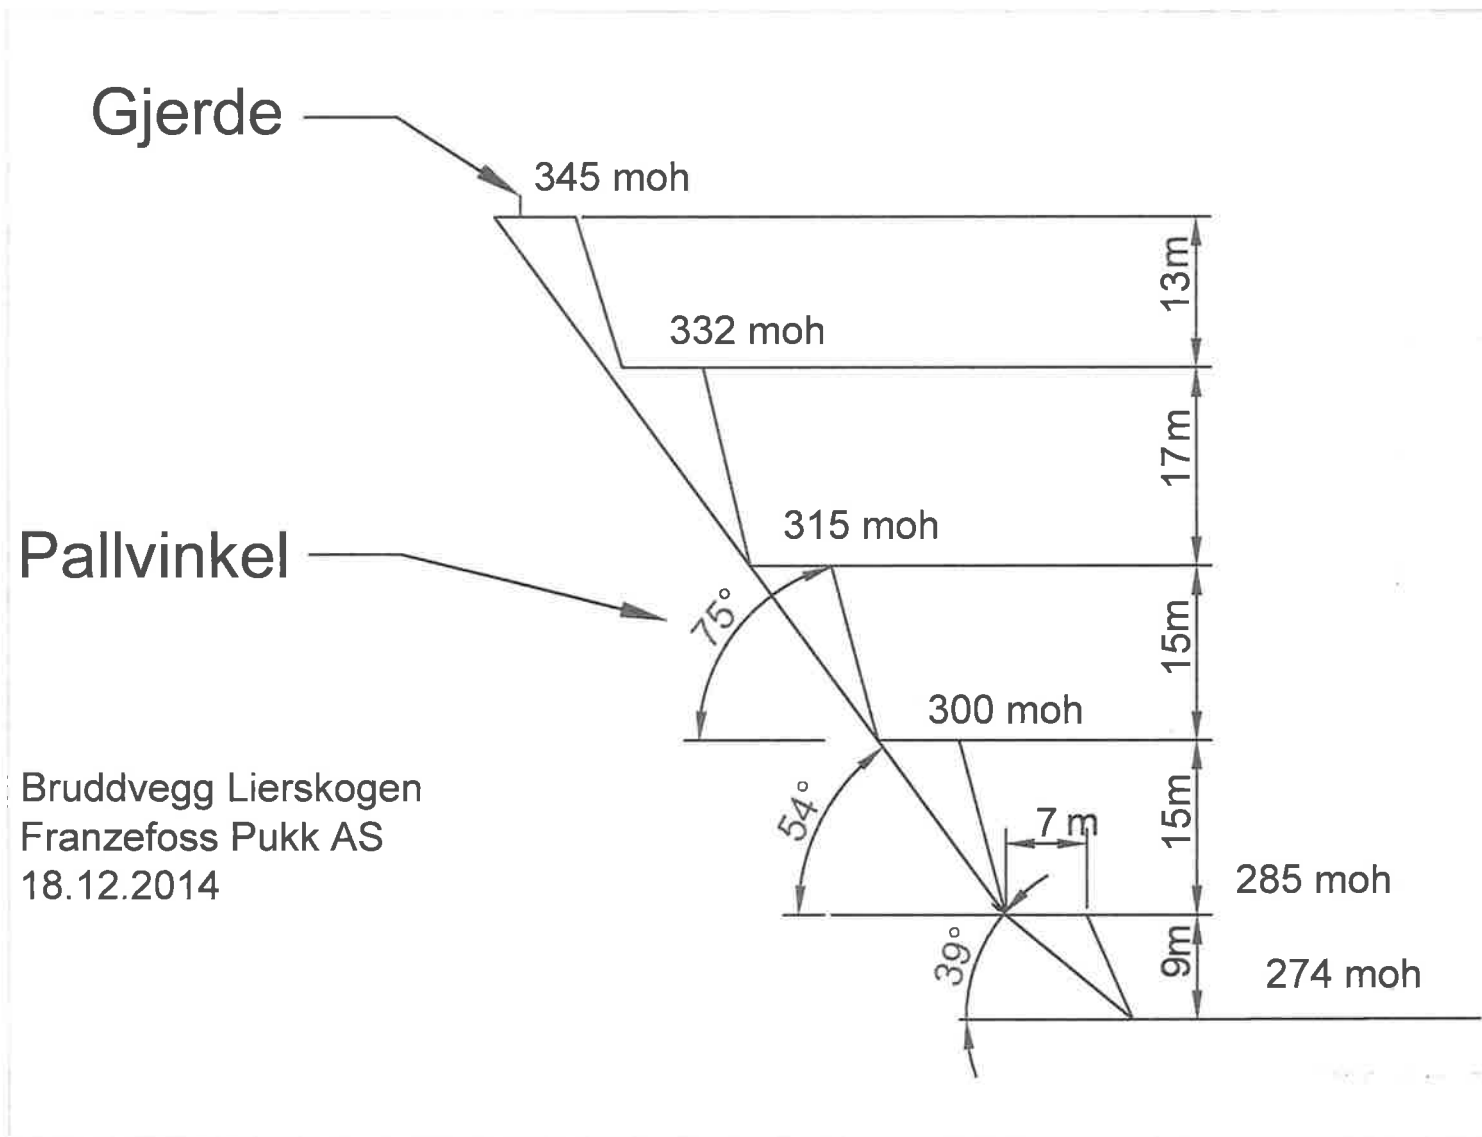 Gjerde
345 moh
13m
332 moh
17m
315 moh
Pallvinkel
75°
15m
300 moh
54°
15m
7 m
Bruddvegg Lierskogen
Franzefoss Pukk AS
18.12.2014
285 moh
39°
9m
274 moh